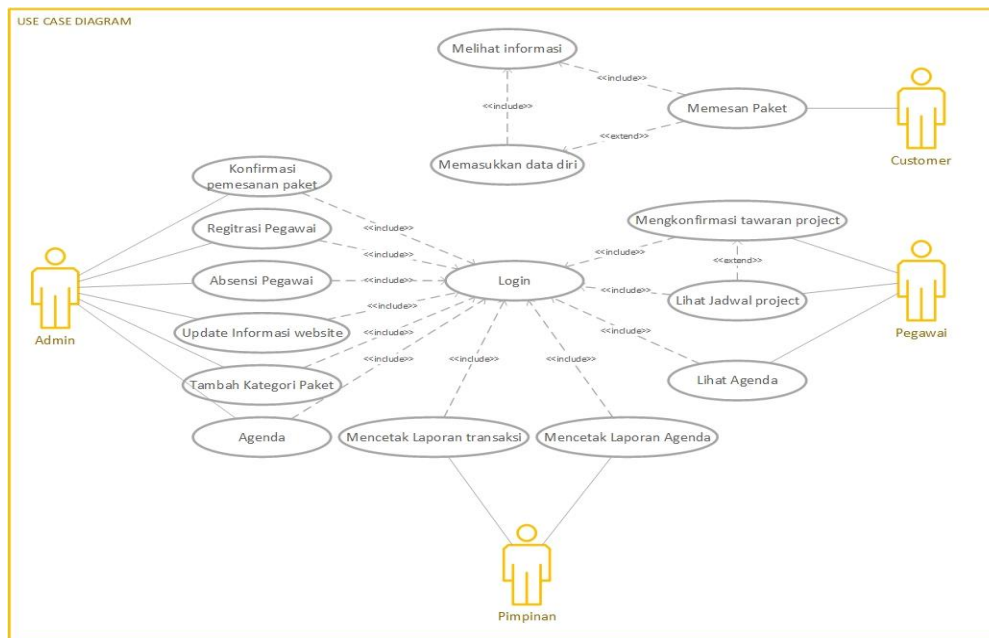 USE CASE DIAGRAM
Melihat informasi
<<include>>
<<include>>
Memesan Paket
<<extend>>
Memasukkan data diri
Customer
Konfirmasi
pemesanan paket
<<include>>
Regitrasi Pegawai
<<include>>
Absensi Pegawai
<<include>>
Update Informasi website
<<include>>
Tambah Kategori Paket
<<include>>
Agenda
<<include>>
Admin
Login
Mengkonfirmasi tawaran project
<<include>>
<<extend>>
Lihat Jadwal project
<<include>>
Lihat Agenda
<<include>>
Pegawai
<<include>>
<<include>>
Mencetak Laporan transaksi
Mencetak Laporan Agenda
Pimpinan